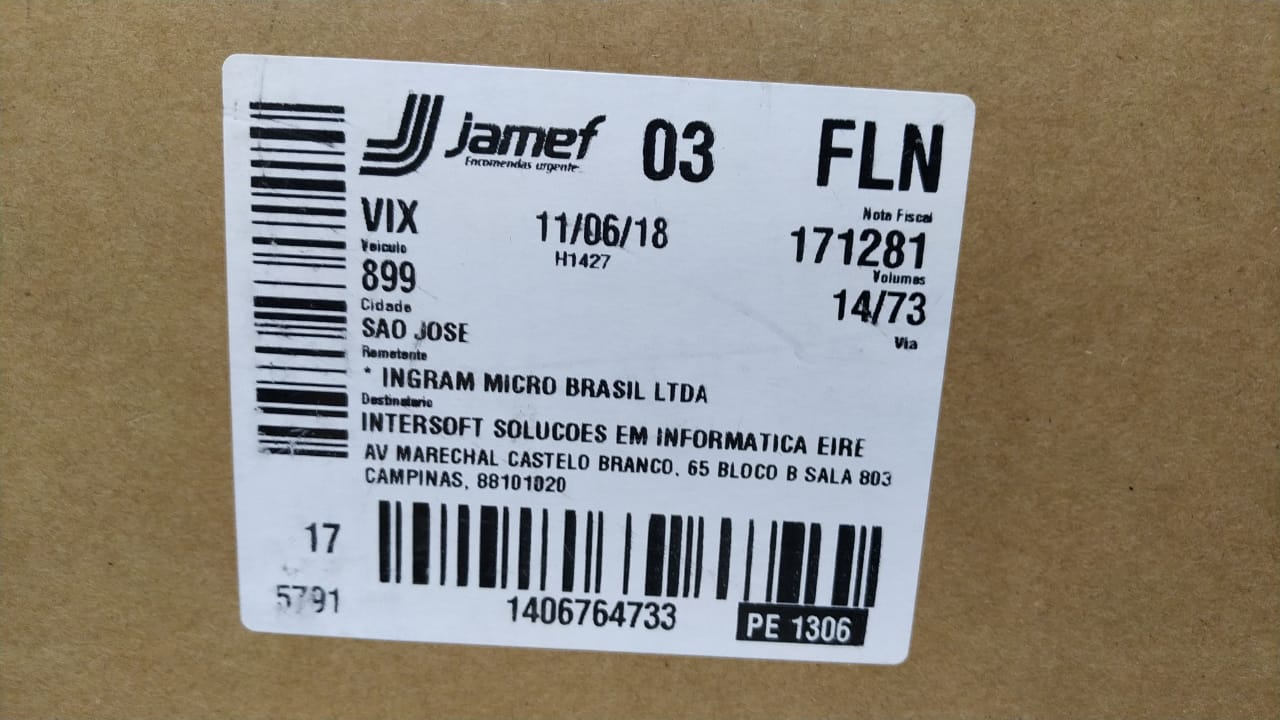 jamef 03 FLN
Encomendas urgente
VIX 11/06/18 Nota Fiscal
Veiculo H1427 171281
899 Volumes
Cidade 14/73
SAO JOSE Via
Remetente
* INGRAM MICRO BRASIL LTDA
Destinatario
INTERSOFT SOLUCOES EM INFORMATICA EIRE
AV MARECHAL CASTELO BRANCO, 65 BLOCO B SALA 803
CAMPINAS, 88101020
17
5791
1406764733 PE 1306